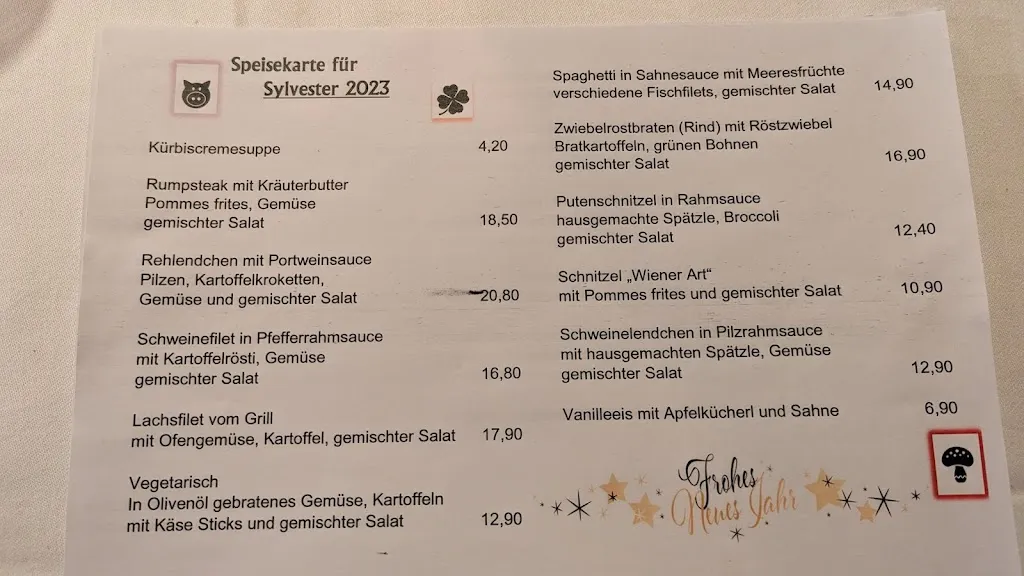 Speisekarte für
Sylvester 2023
Kürbiscremesuppe 4,20
Rumpsteak mit Kräuterbutter
Pommes frites, Gemüse
gemischter Salat 18,50
Rehlendchen mit Portweinsauce
Pilzen, Kartoffelkroketten,
Gemüse und gemischter Salat 20,80
Schweinefilet in Pfefferrahmsauce
mit Kartoffelrösti, Gemüse
gemischter Salat 16,80
Lachsfilet vom Grill
mit Ofengemüse, Kartoffel, gemischter Salat 17,90
Vegetarisch
In Olivenöl gebratenes Gemüse, Kartoffeln
mit Käse Sticks und gemischter Salat 12,90
Spaghetti in Sahnesauce mit Meeresfrüchte
verschiedene Fischfilets, gemischter Salat 14,90
Zwiebelrostbraten (Rind) mit Röstzwiebel
Bratkartoffeln, grünen Bohnen
gemischter Salat 16,90
Putenschnitzel in Rahmsauce
hausgemachte Spätzle, Broccoli
gemischter Salat 12,40
Schnitzel „Wiener Art“
mit Pommes frites und gemischter Salat 10,90
Schweinelendchen in Pilzrahmsauce
mit hausgemachten Spätzle, Gemüse
gemischter Salat 12,90
Vanilleeis mit Apfelkücherl und Sahne 6,90
Frohes
Neues Jahr